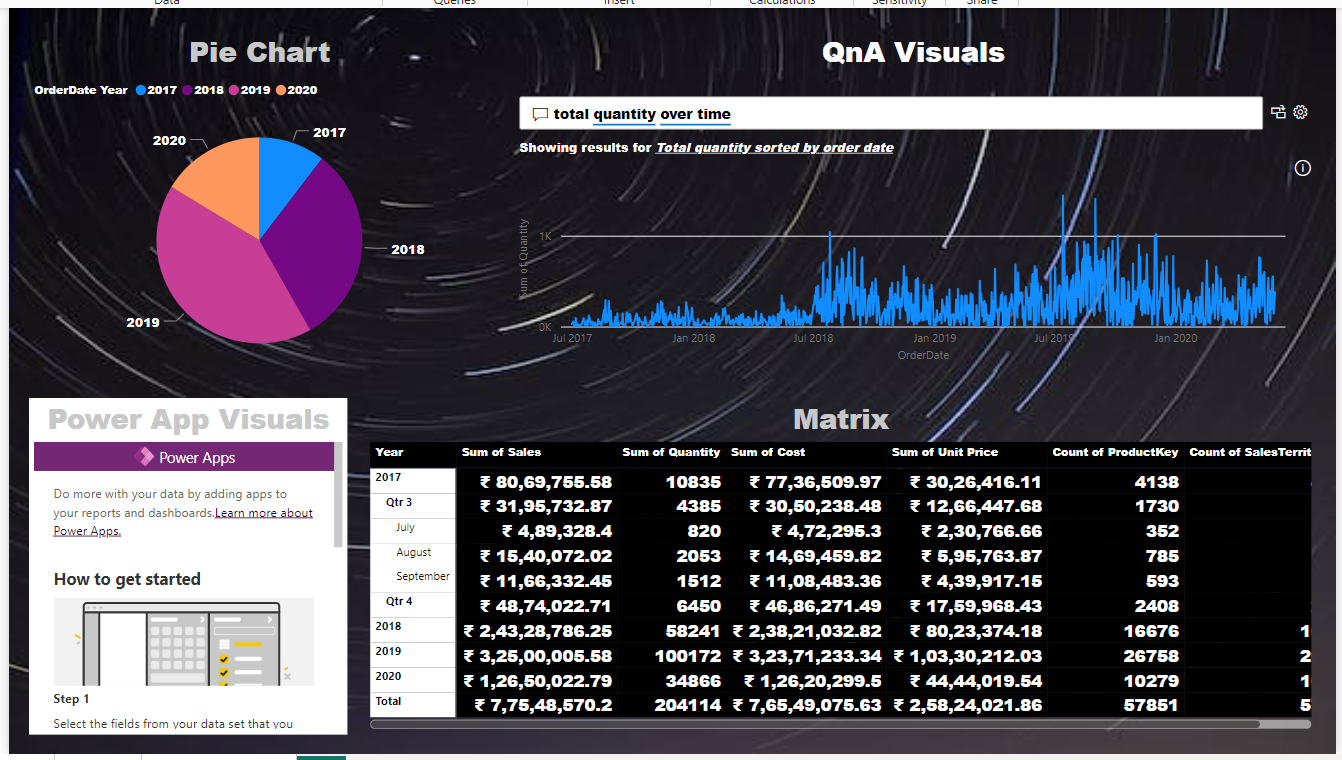 Data Queries Insert Calculations Sensitivity Share
Pie Chart
OrderDate Year 2017 2018 2019 2020
2017
2020
2018
2019
QnA Visuals
total quantity over time
Showing results for Total quantity sorted by order date
Sum of Quantity
1K
0K
Jul 2017 Jan 2018 Jul 2018 Jan 2019 Jul 2019 Jan 2020
OrderDate
Power App Visuals
Power Apps
Do more with your data by adding apps to
your reports and dashboards.Learn more about
Power Apps.
How to get started
Step 1
Select the fields from your data set that you
Matrix
Year Sum of Sales Sum of Quantity Sum of Cost Sum of Unit Price Count of ProductKey Count of SalesTerrit
2017 ₹ 80,69,755.58 10835 ₹ 77,36,509.97 ₹ 30,26,416.11 4138
Qtr 3 ₹ 31,95,732.87 4385 ₹ 30,50,238.48 ₹ 12,66,447.68 1730
July ₹ 4,89,328.4 820 ₹ 4,72,295.3 ₹ 2,30,766.66 352
August ₹ 15,40,072.02 2053 ₹ 14,69,459.82 ₹ 5,95,763.87 785
September ₹ 11,66,332.45 1512 ₹ 11,08,483.36 ₹ 4,39,917.15 593
Qtr 4 ₹ 48,74,022.71 6450 ₹ 46,86,271.49 ₹ 17,59,968.43 2408
2018 ₹ 2,43,28,786.25 58241 ₹ 2,38,21,032.82 ₹ 80,23,374.18 16676 1
2019 ₹ 3,25,00,005.58 100172 ₹ 3,23,71,233.34 ₹ 1,03,30,212.03 26758 2
2020 ₹ 1,26,50,022.79 34866 ₹ 1,26,20,299.5 ₹ 44,44,019.54 10279 1
Total ₹ 7,75,48,570.2 204114 ₹ 7,65,49,075.63 ₹ 2,58,24,021.86 57851 5